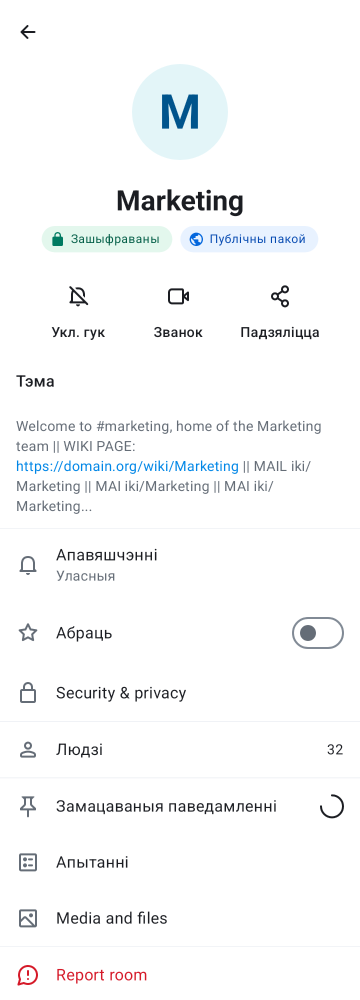 M
Marketing
Зашыфраваны
Публічны пакой
Укл. гук
Званок
Падзяліцца
Тэма
Welcome to #marketing, home of the Marketing
team || WIKI PAGE:
https://domain.org/wiki/Marketing || MAIL iki/
Marketing || MAI iki/Marketing || MAI iki/
Marketing...
Апавяшчэнні
Уласныя
Абраць
Security & privacy
Людзі
32
Замацаваныя паведамленні
Апытанні
Media and files
Report room